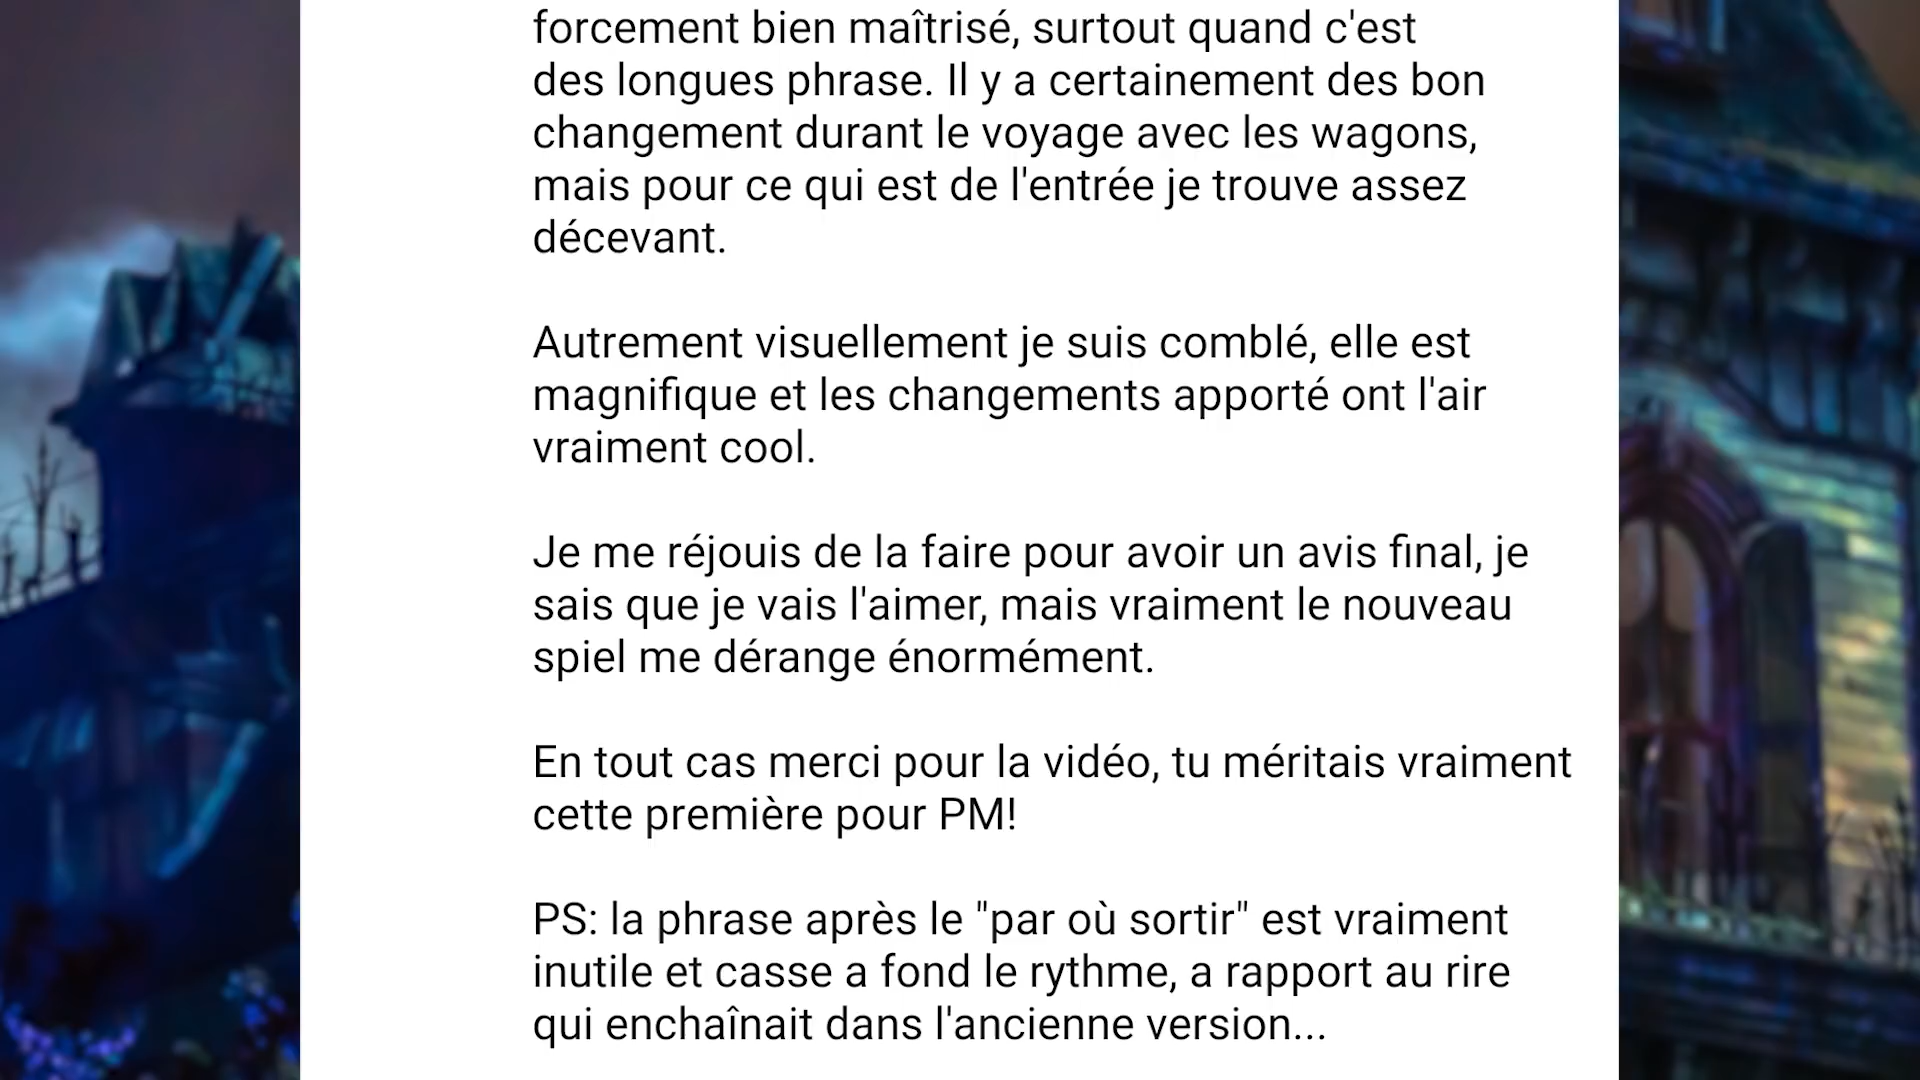 forcement bien maîtrisé, surtout quand c'est
des longues phrase. Il y a certainement des bon
changement durant le voyage avec les wagons,
mais pour ce qui est de l'entrée je trouve assez
décevant.
Autrement visuellement je suis comblé, elle est
magnifique et les changements apporté ont l'air
vraiment cool.
Je me réjouis de la faire pour avoir un avis final, je
sais que je vais l'aimer, mais vraiment le nouveau
spiel me dérange énormément.
En tout cas merci pour la vidéo, tu méritais vraiment
cette première pour PM!
PS: la phrase après le "par où sortir" est vraiment
inutile et casse a fond le rythme, a rapport au rire
qui enchaînait dans l'ancienne version...